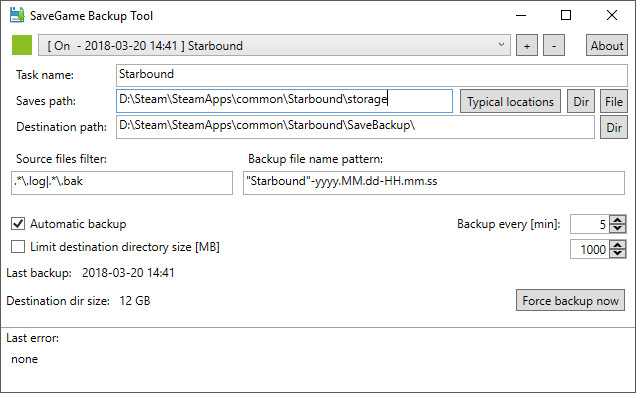 SaveGame Backup Tool
[ On  - 2018-03-20 14:41 ] Starbound + - About
Task name: Starbound
Saves path: D:\Steam\SteamApps\common\Starbound\storage Typical locations Dir File
Destination path: D:\Steam\SteamApps\common\Starbound\SaveBackup\ Dir
Source files filter: Backup file name pattern:
.*\.log|.*\.bak "Starbound"-yyyy.MM.dd-HH.mm.ss
Automatic backup Backup every [min]: 5
Limit destination directory size [MB] 1000
Last backup: 2018-03-20 14:41
Destination dir size: 12 GB Force backup now
Last error:
none